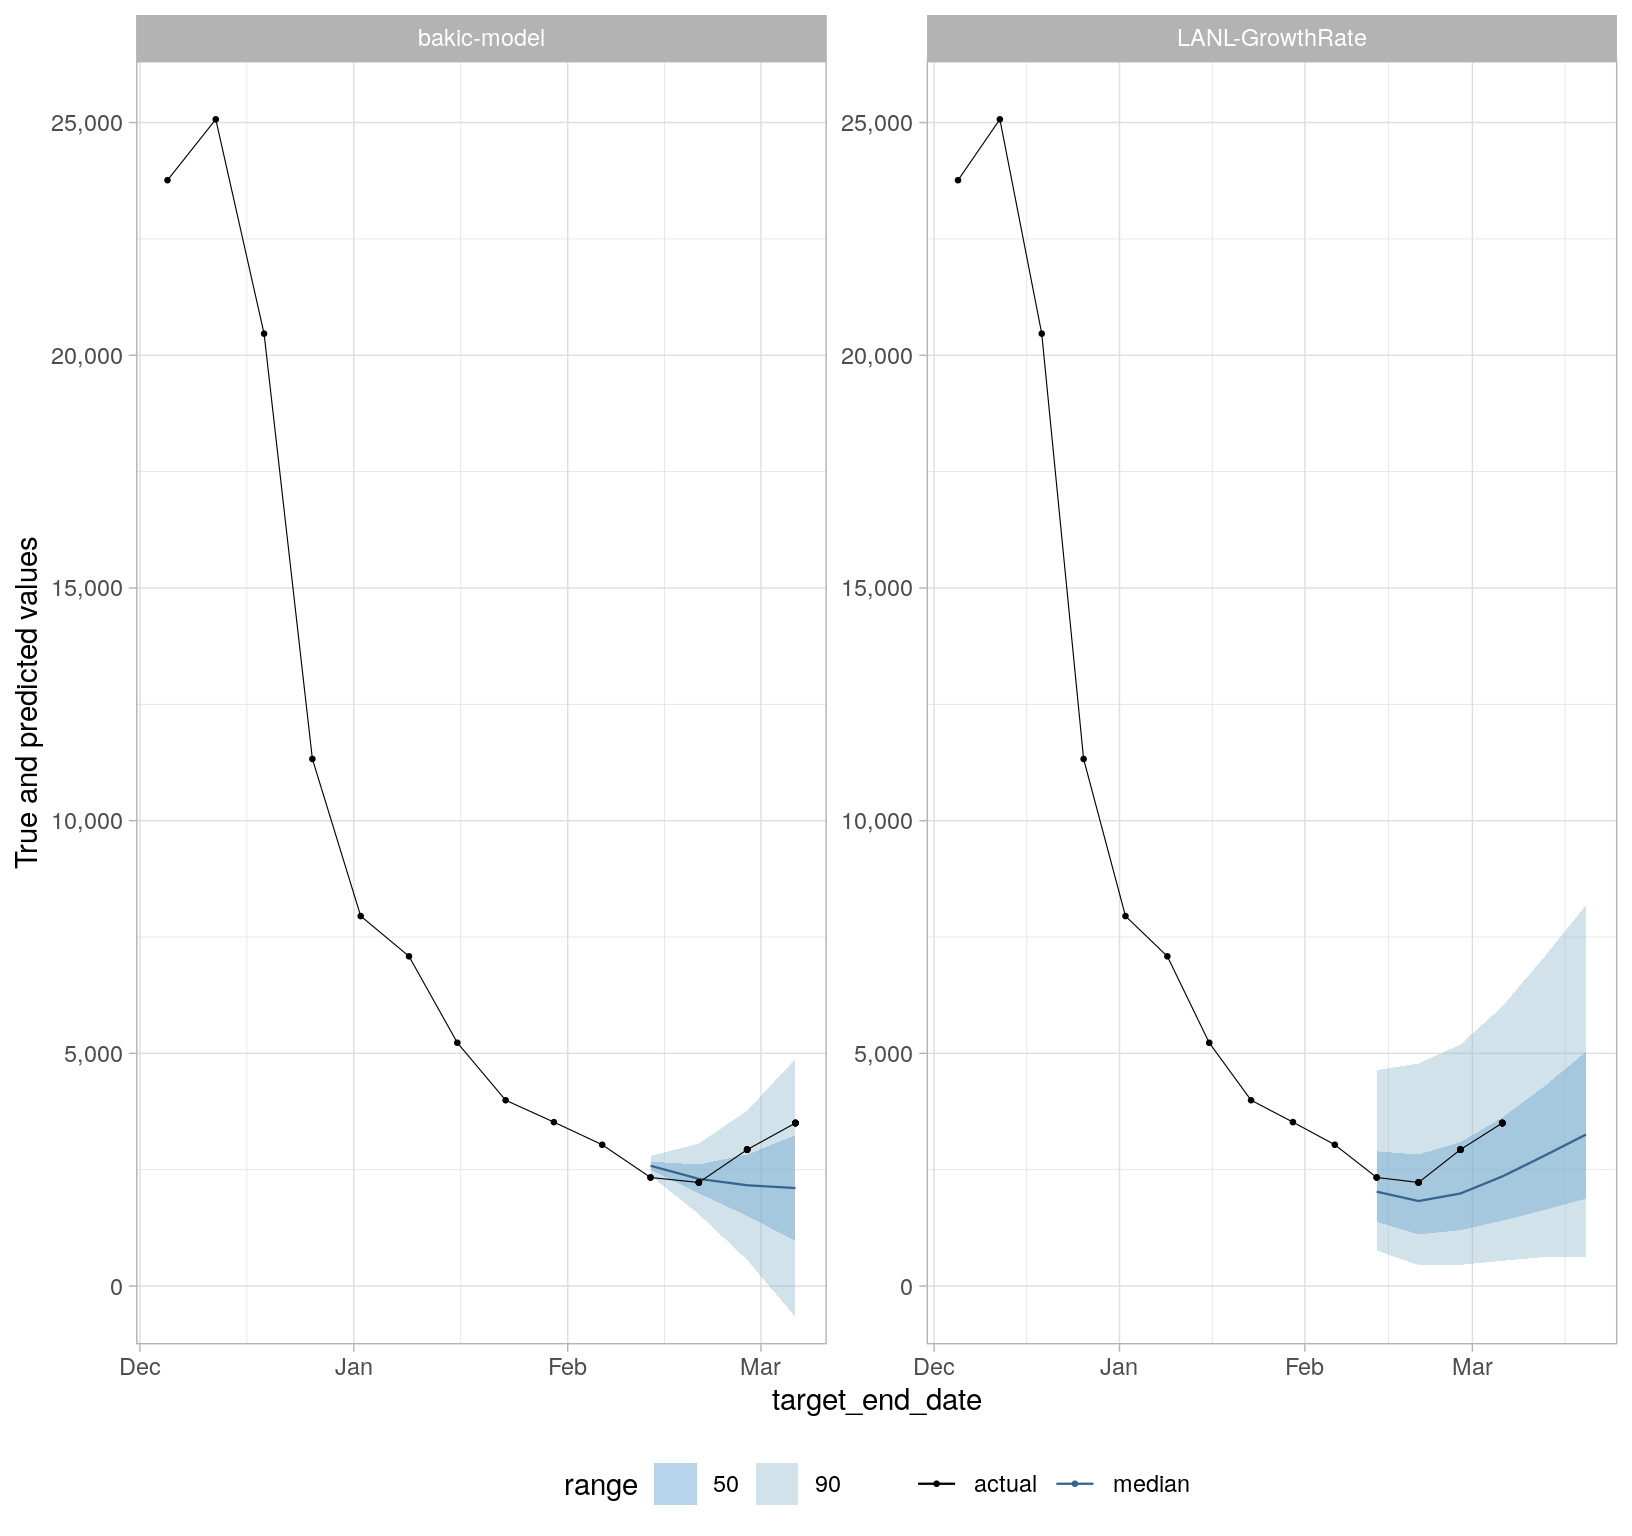 bakic-model
LANL-GrowthRate
True and predicted values
25,000
20,000
15,000
10,000
5,000
0
25,000
20,000
15,000
10,000
5,000
0
Dec Jan Feb Mar
Dec Jan Feb Mar
target_end_date
range 50 90 actual median